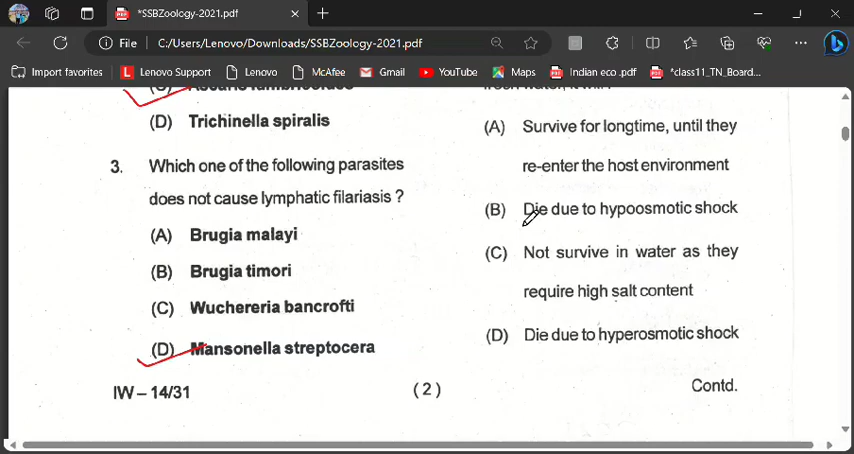 *SSBZoology-2021.pdf
File
C:/Users/Lenovo/Downloads/SSBZoology-2021.pdf
Import favorites
Lenovo Support
Lenovo
McAfee
Gmail
YouTube
Maps
Indian eco .pdf
*class11_TN_Board...
(D) Trichinella spiralis
3. Which one of the following parasites
does not cause lymphatic filariasis ?
(A) Brugia malayi
(B) Brugia timori
(C) Wuchereria bancrofti
(D) Mansonella streptocera
IW – 14/31
(2)
(A) Survive for longtime, until they
re-enter the host environment
(B) Die due to hypoosmotic shock
(C) Not survive in water as they
require high salt content
(D) Die due to hyperosmotic shock
Contd.